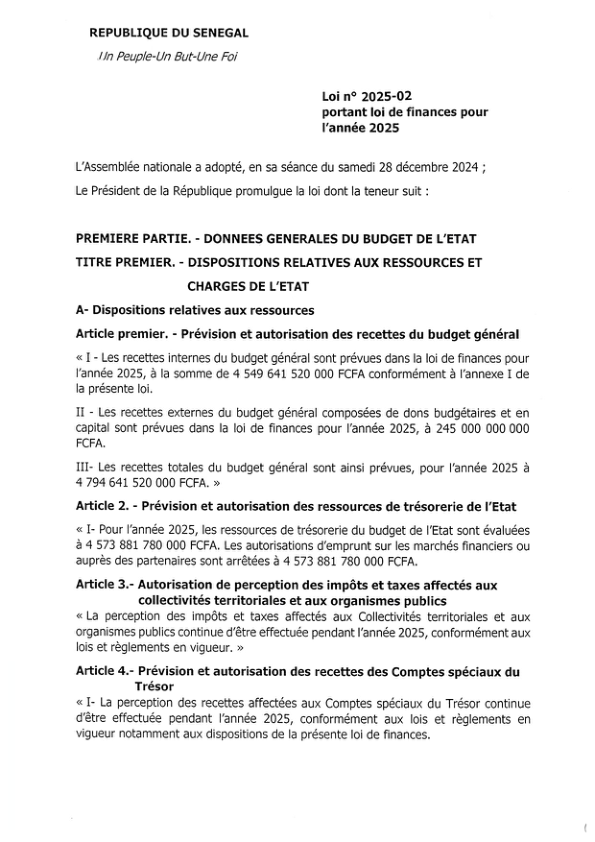 REPUBLIQUE DU SENEGAL
Un Peuple-Un But-Une Foi
Loi n° 2025-02
portant loi de finances pour
l'année 2025
L'Assemblée nationale a adopté, en sa séance du samedi 28 décembre 2024 ;
Le Président de la République promulgue la loi dont la teneur suit :
PREMIERE PARTIE. - DONNEES GENERALES DU BUDGET DE L'ETAT
TITRE PREMIER. - DISPOSITIONS RELATIVES AUX RESSOURCES ET
CHARGES DE L'ETAT
A- Dispositions relatives aux ressources
Article premier. - Prévision et autorisation des recettes du budget général
« I - Les recettes internes du budget général sont prévues dans la loi de finances pour
l'année 2025, à la somme de 4 549 641 520 000 FCFA conformément à l'annexe I de
la présente loi.
II - Les recettes externes du budget général composées de dons budgétaires et en
capital sont prévues dans la loi de finances pour l'année 2025, à 245 000 000 000
FCFA.
III- Les recettes totales du budget général sont ainsi prévues, pour l'année 2025 à
4 794 641 520 000 FCFA. »
Article 2. - Prévision et autorisation des ressources de trésorerie de l'Etat
« I- Pour l'année 2025, les ressources de trésorerie du budget de l'Etat sont évaluées
à 4 573 881 780 000 FCFA. Les autorisations d'emprunt sur les marchés financiers ou
auprès des partenaires sont arrêtées à 4 573 881 780 000 FCFA.
Article 3.- Autorisation de perception des impôts et taxes affectés aux
collectivités territoriales et aux organismes publics
« La perception des impôts et taxes affectés aux Collectivités territoriales et aux
organismes publics continue d'être effectuée pendant l'année 2025, conformément aux
lois et règlements en vigueur. »
Article 4.- Prévision et autorisation des recettes des Comptes spéciaux du
Trésor
« I- La perception des recettes affectées aux Comptes spéciaux du Trésor continue
d'être effectuée pendant l'année 2025, conformément aux lois et règlements en
vigueur notamment aux dispositions de la présente loi de finances.